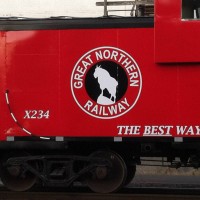 GREAT NORTHERN
RAILWAY
X234
THE BEST WAY